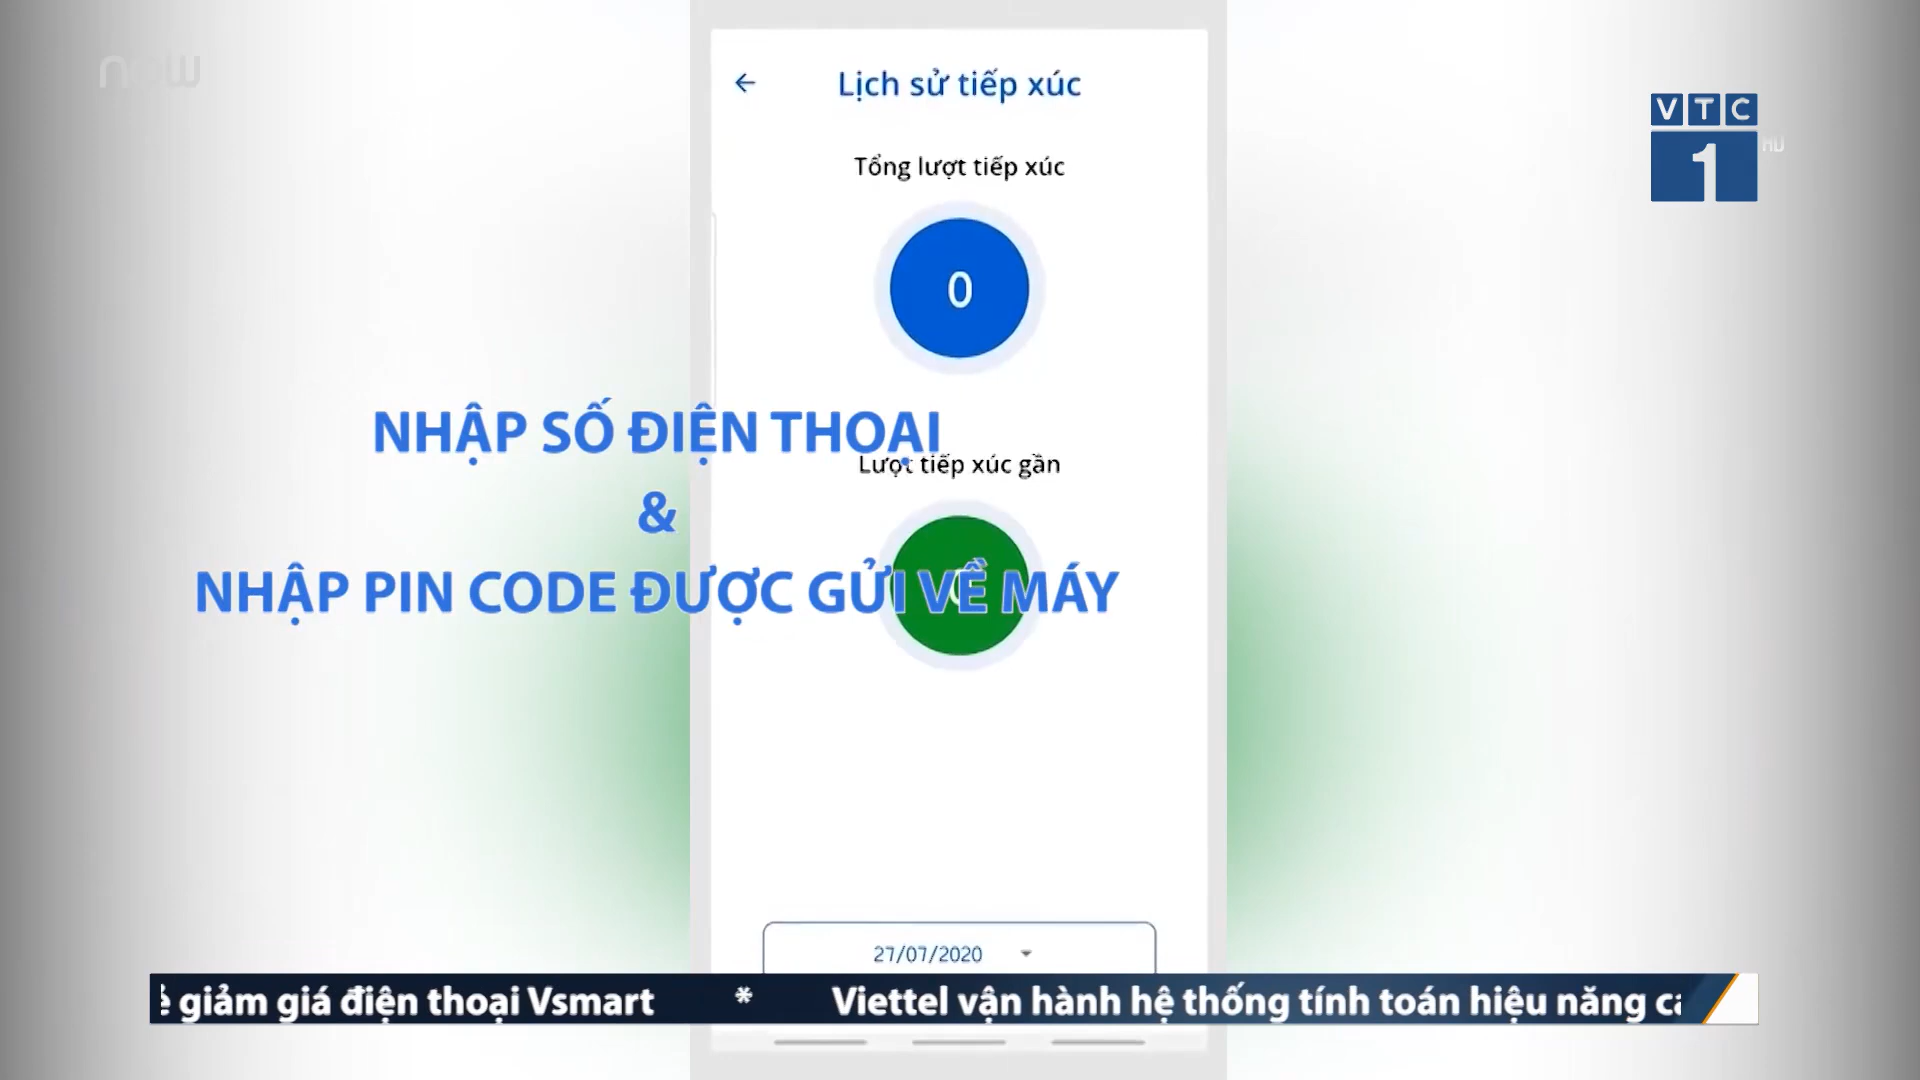 now
Lịch sử tiếp xúc
VTC
1
HD
Tổng lượt tiếp xúc
0
NHẬP SỐ ĐIỆN THOẠI
Lượt tiếp xúc gần
&
NHẬP PIN CODE ĐƯỢC GỬI VỀ MÁY
27/07/2020
giảm giá điện thoại Vsmart * Viettel vận hành hệ thống tính toán hiệu năng